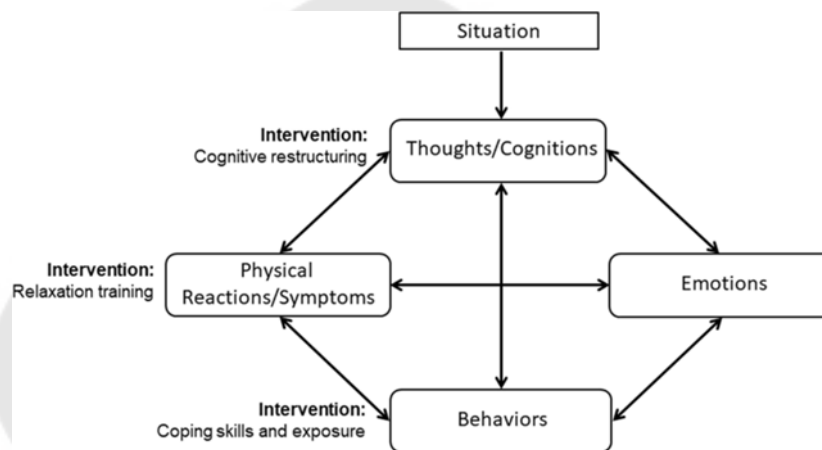 Situation
Intervention:
Cognitive restructuring
Thoughts/Cognitions
Intervention:
Relaxation training
Physical
Reactions/Symptoms
Emotions
Intervention:
Coping skills and exposure
Behaviors